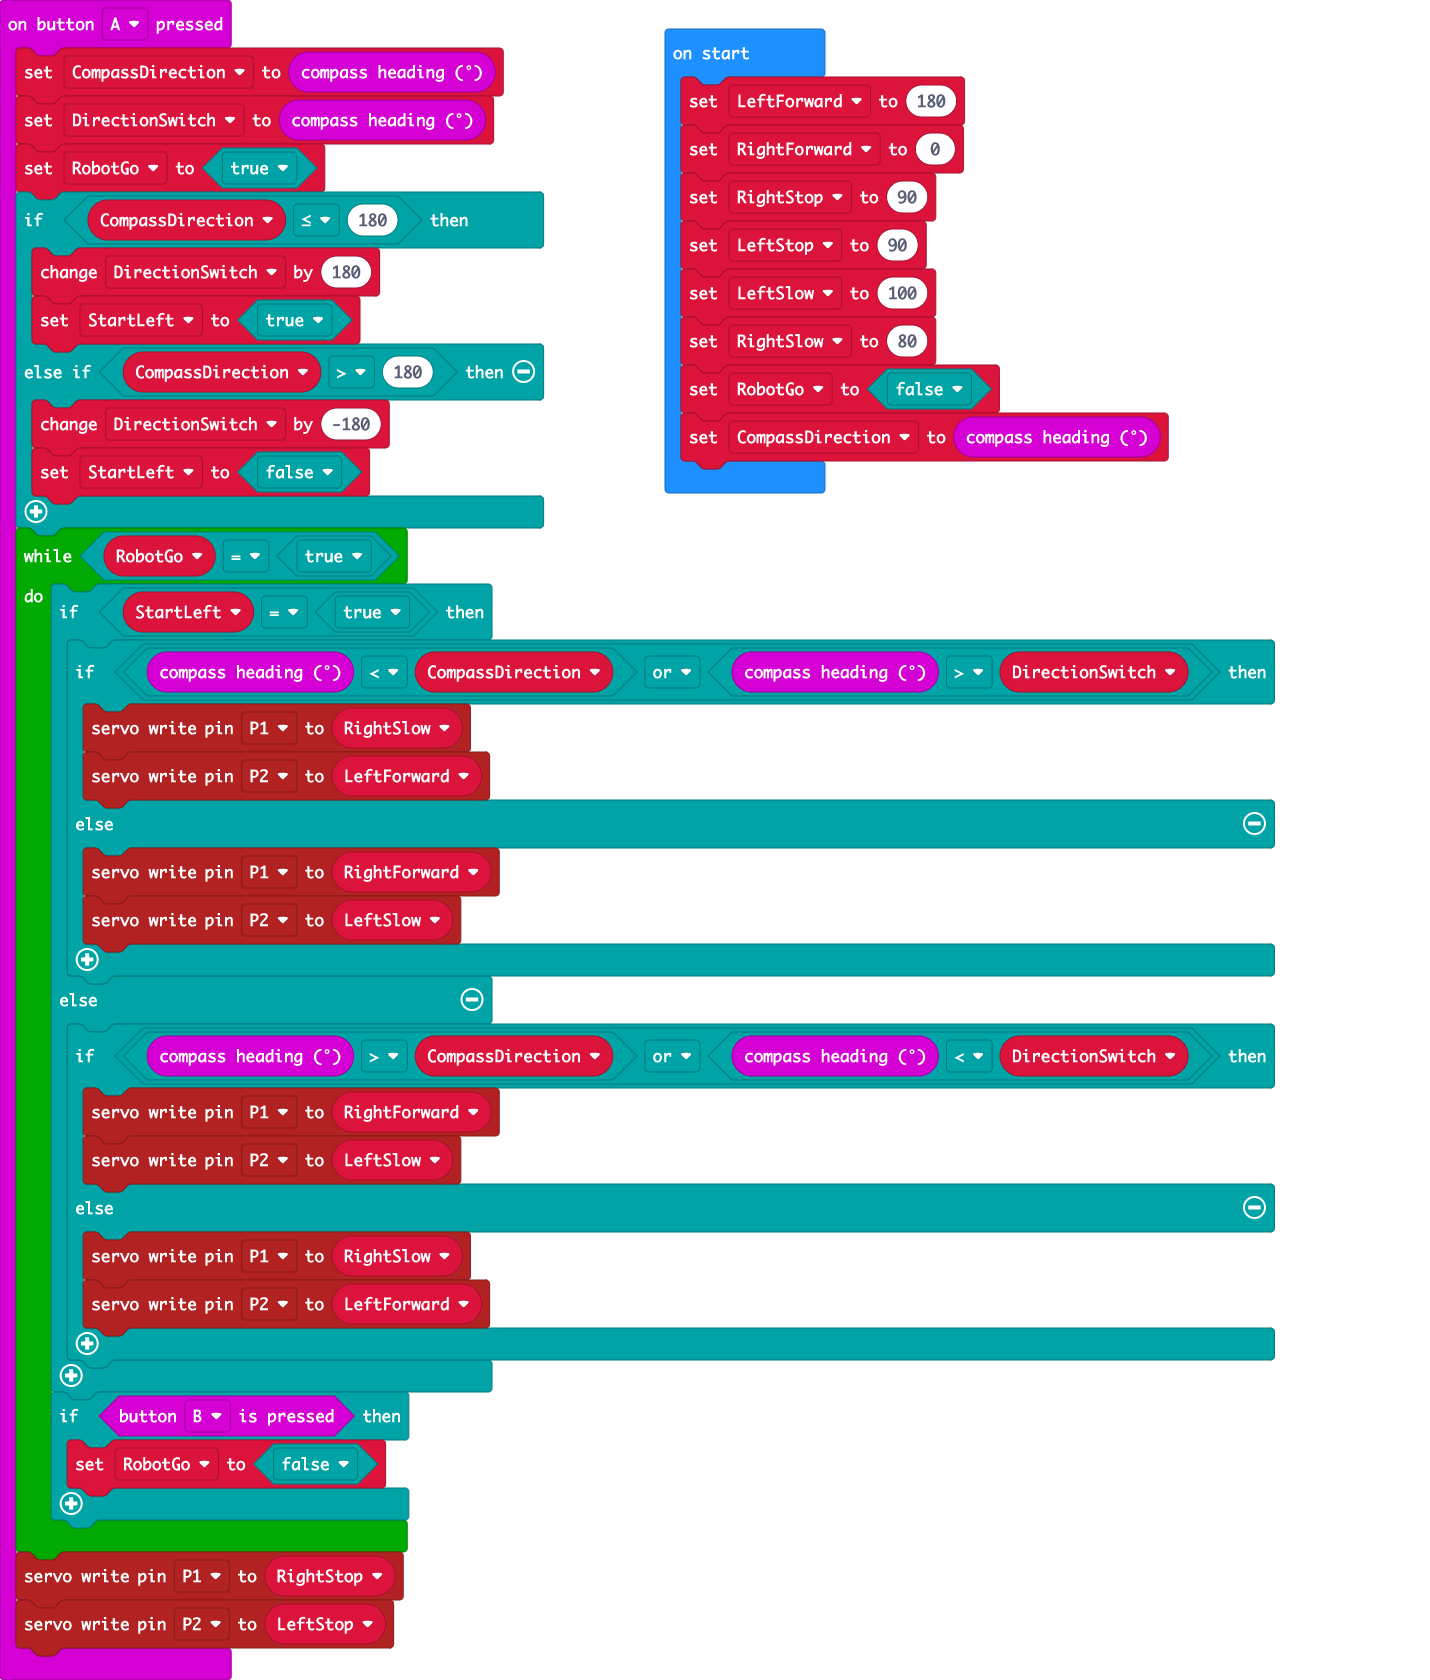 on button A pressed
set CompassDirection to compass heading (°)
set DirectionSwitch to compass heading (°)
set RobotGo to true
if CompassDirection ≤ 180 then
change DirectionSwitch by 180
set StartLeft to true
else if CompassDirection > 180 then
change DirectionSwitch by -180
set StartLeft to false
while RobotGo = true
do if StartLeft = true then
if compass heading (°) < CompassDirection or compass heading (°) > DirectionSwitch then
servo write pin P1 to RightSlow
servo write pin P2 to LeftForward
else
servo write pin P1 to RightForward
servo write pin P2 to LeftSlow
else
if compass heading (°) > CompassDirection or compass heading (°) < DirectionSwitch then
servo write pin P1 to RightForward
servo write pin P2 to LeftSlow
else
servo write pin P1 to RightSlow
servo write pin P2 to LeftForward
if button B is pressed then
set RobotGo to false
servo write pin P1 to RightStop
servo write pin P2 to LeftStop
on start
set LeftForward to 180
set RightForward to 0
set RightStop to 90
set LeftStop to 90
set LeftSlow to 100
set RightSlow to 80
set RobotGo to false
set CompassDirection to compass heading (°)